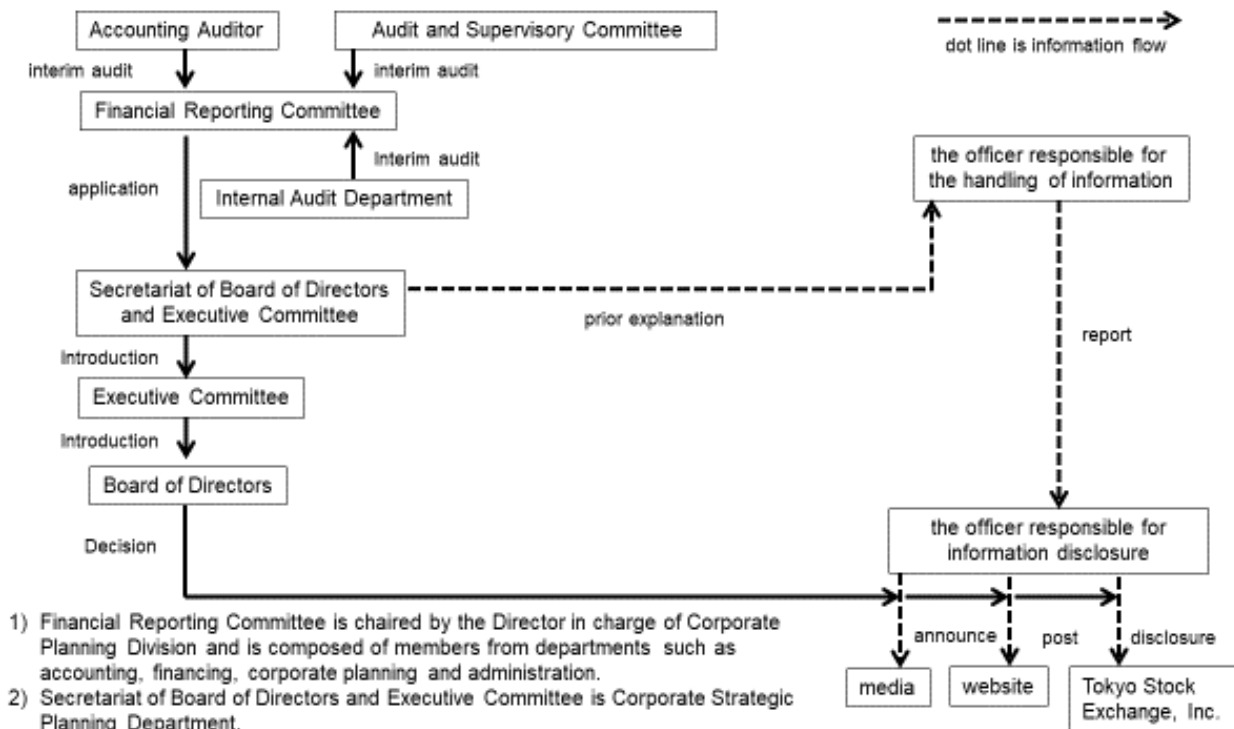 Accounting Auditor
Audit and Supervisory Committee
dot line is information flow
interim audit
interim audit
Financial Reporting Committee
Interim audit
the officer responsible for
the handling of information
application
Internal Audit Department
Secretariat of Board of Directors
and Executive Committee
prior explanation
report
Introduction
Executive Committee
Introduction
Board of Directors
the officer responsible for
information disclosure
Decision
1) Financial Reporting Committee is chaired by the Director in charge of Corporate
Planning Division and is composed of members from departments such as
accounting, financing, corporate planning and administration.
2) Secretariat of Board of Directors and Executive Committee is Corporate Strategic
Planning Department.
announce
post
disclosure
media
website
Tokyo Stock
Exchange, Inc.